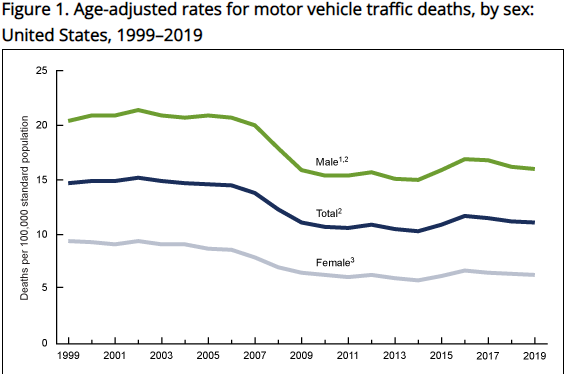 Figure 1. Age-adjusted rates for motor vehicle traffic deaths, by sex:
United States, 1999–2019
Deaths per 100,000 standard population
25
20
15
10
5
0
Male1,2
Total2
Female3
1999 2001 2003 2005 2007 2009 2011 2013 2015 2017 2019